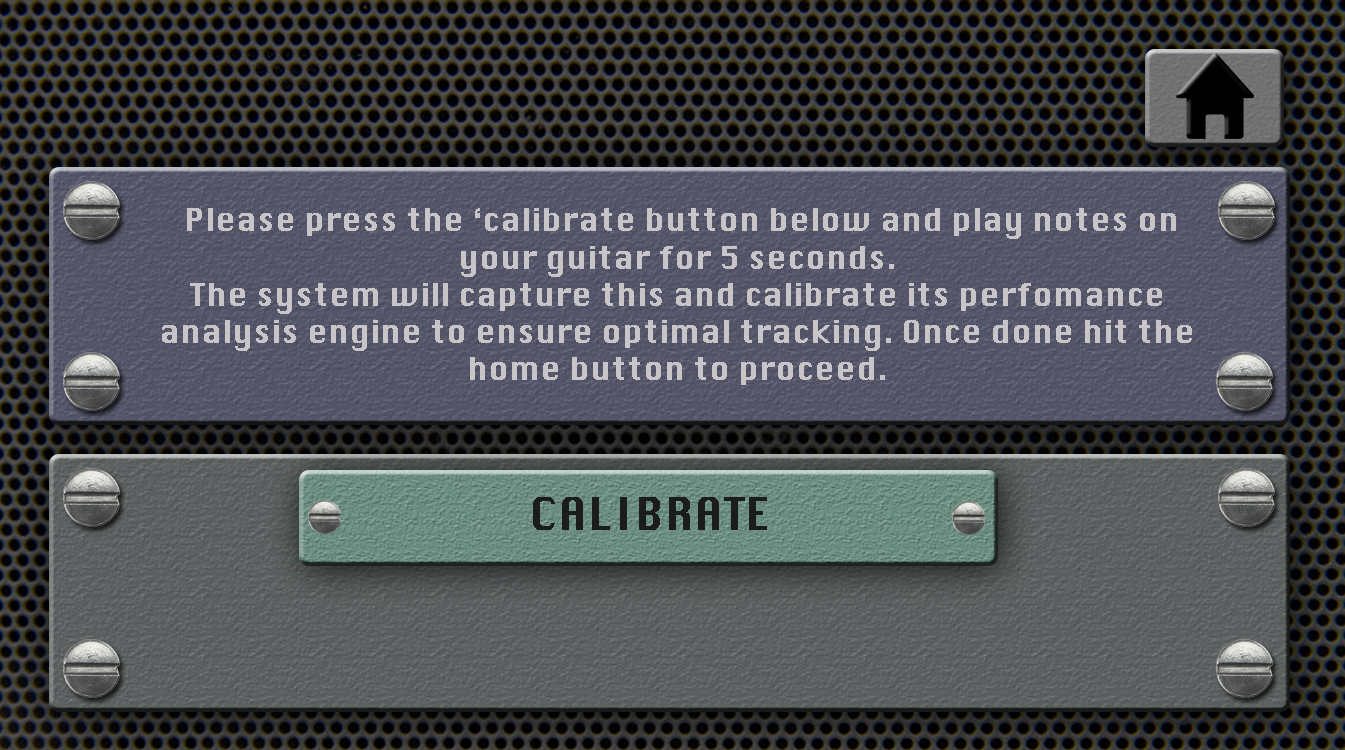 Please press the ‘calibrate button below and play notes on
your guitar for 5 seconds.
The system will capture this and calibrate its perfomance
analysis engine to ensure optimal tracking. Once done hit the
home button to proceed.
CALIBRATE